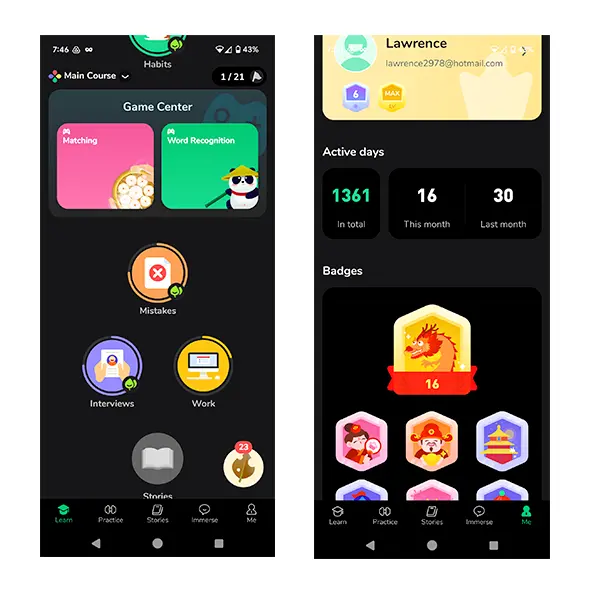 7:46
43%
Habits
Main Course
1 / 21
Game Center
Matching
Word Recognition
Mistakes
Interviews
Work
23
Stories
Learn
Practice
Stories
Immerse
Me
43%
Lawrence
lawrence2978@hotmail.com
6
MAX
Active days
1361
16
30
In total
This month
Last month
Badges
16
Learn
Practice
Stories
Immerse
Me